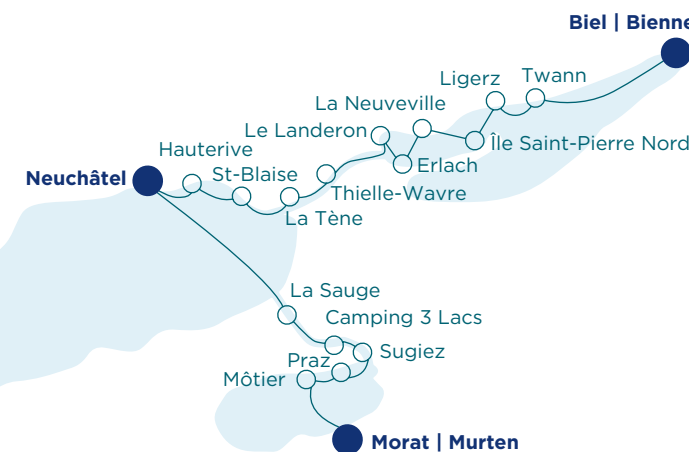 Biel | Bienne
Ligerz
Twann
La Neuveville
Le Landeron
Île Saint-Pierre Nord
Hauterive
Erlach
St-Blaise
Neuchâtel
Thielle-Wavre
La Tène
La Sauge
Camping 3 Lacs
Sugiez
Praz
Môtier
Morat | Murten